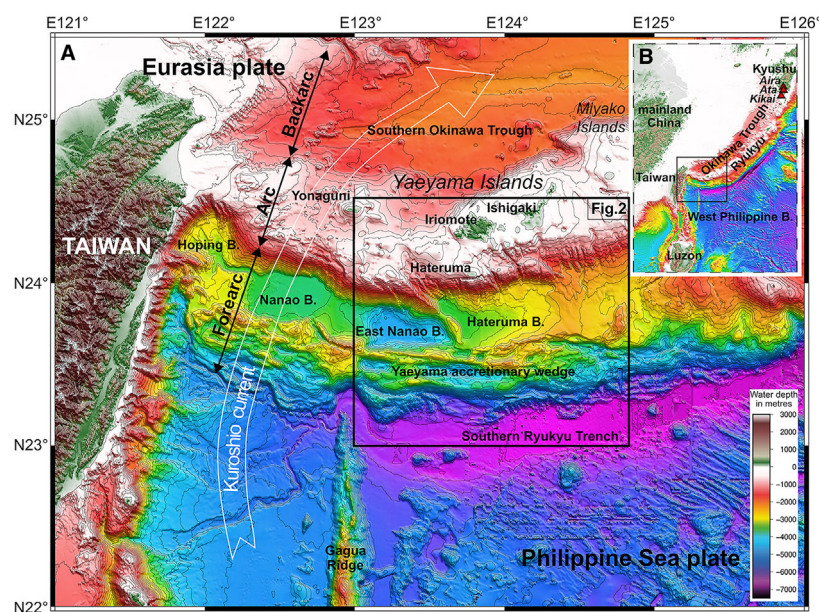 E121° E122° E123° E124° E125° E126°
N25°
N24°
N23°
N22°
A
Eurasia plate
Backarc
Southern Okinawa Trough
Miyako
Islands
Arc
Yonaguni
Yaeyama Islands
Ishigaki
Fig.2
Iriomote
TAIWAN
Hoping B.
Hateruma
Forearc
Nanao B.
East Nanao B.
Hateruma B.
Yaeyama accretionary wedge
Kuroshio current
Southern Ryukyu Trench
Gagua
Ridge
Philippine Sea plate
B
Kyushu
Aira
Ata
Kikai
mainland
China
Okinawa Trough
Ryukyu
Taiwan
West Philippine B.
Luzon
Water depth
in metres
3000
2000
1000
0
-1000
-2000
-3000
-4000
-5000
-6000
-7000